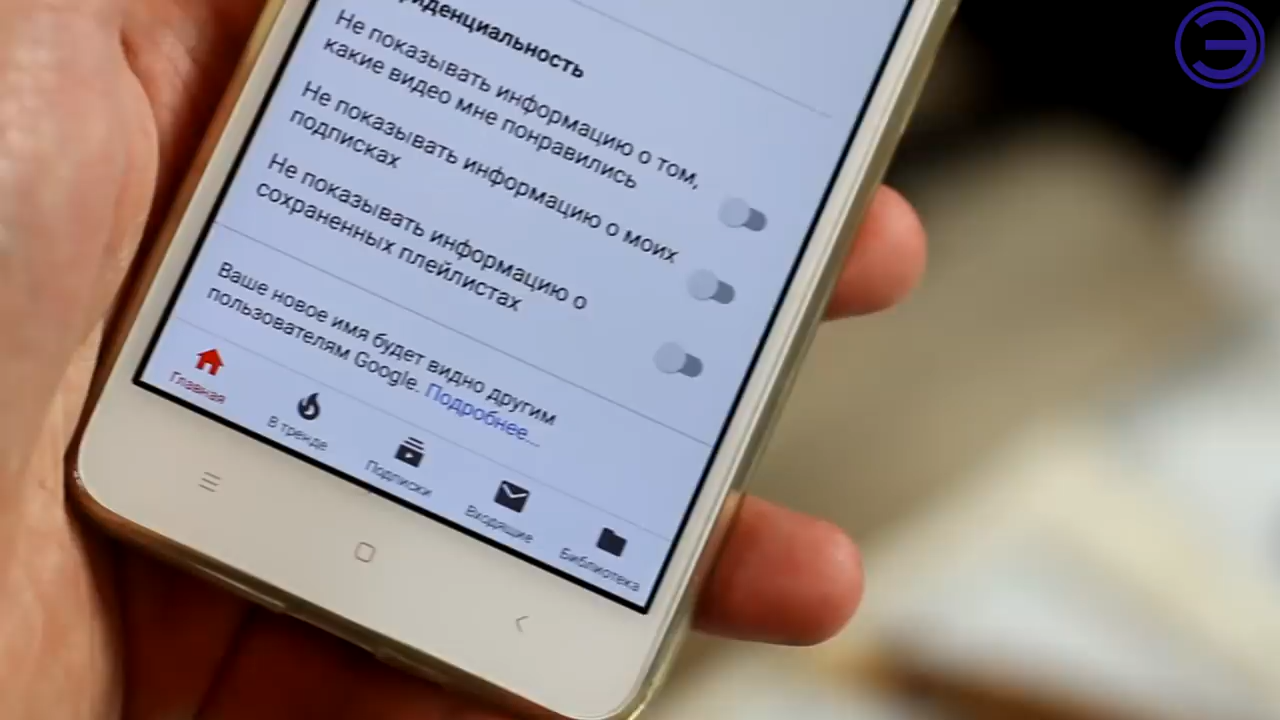 Конфиденциальность
Не показывать информацию о том,
какие видео мне понравились
Не показывать информацию о моих
подписках
Не показывать информацию о
сохраненных плейлистах
Ваше новое имя будет видно другим
пользователям Google. Подробнее...
Главная
В тренде
Подписки
Входящие
Библиотека
Э